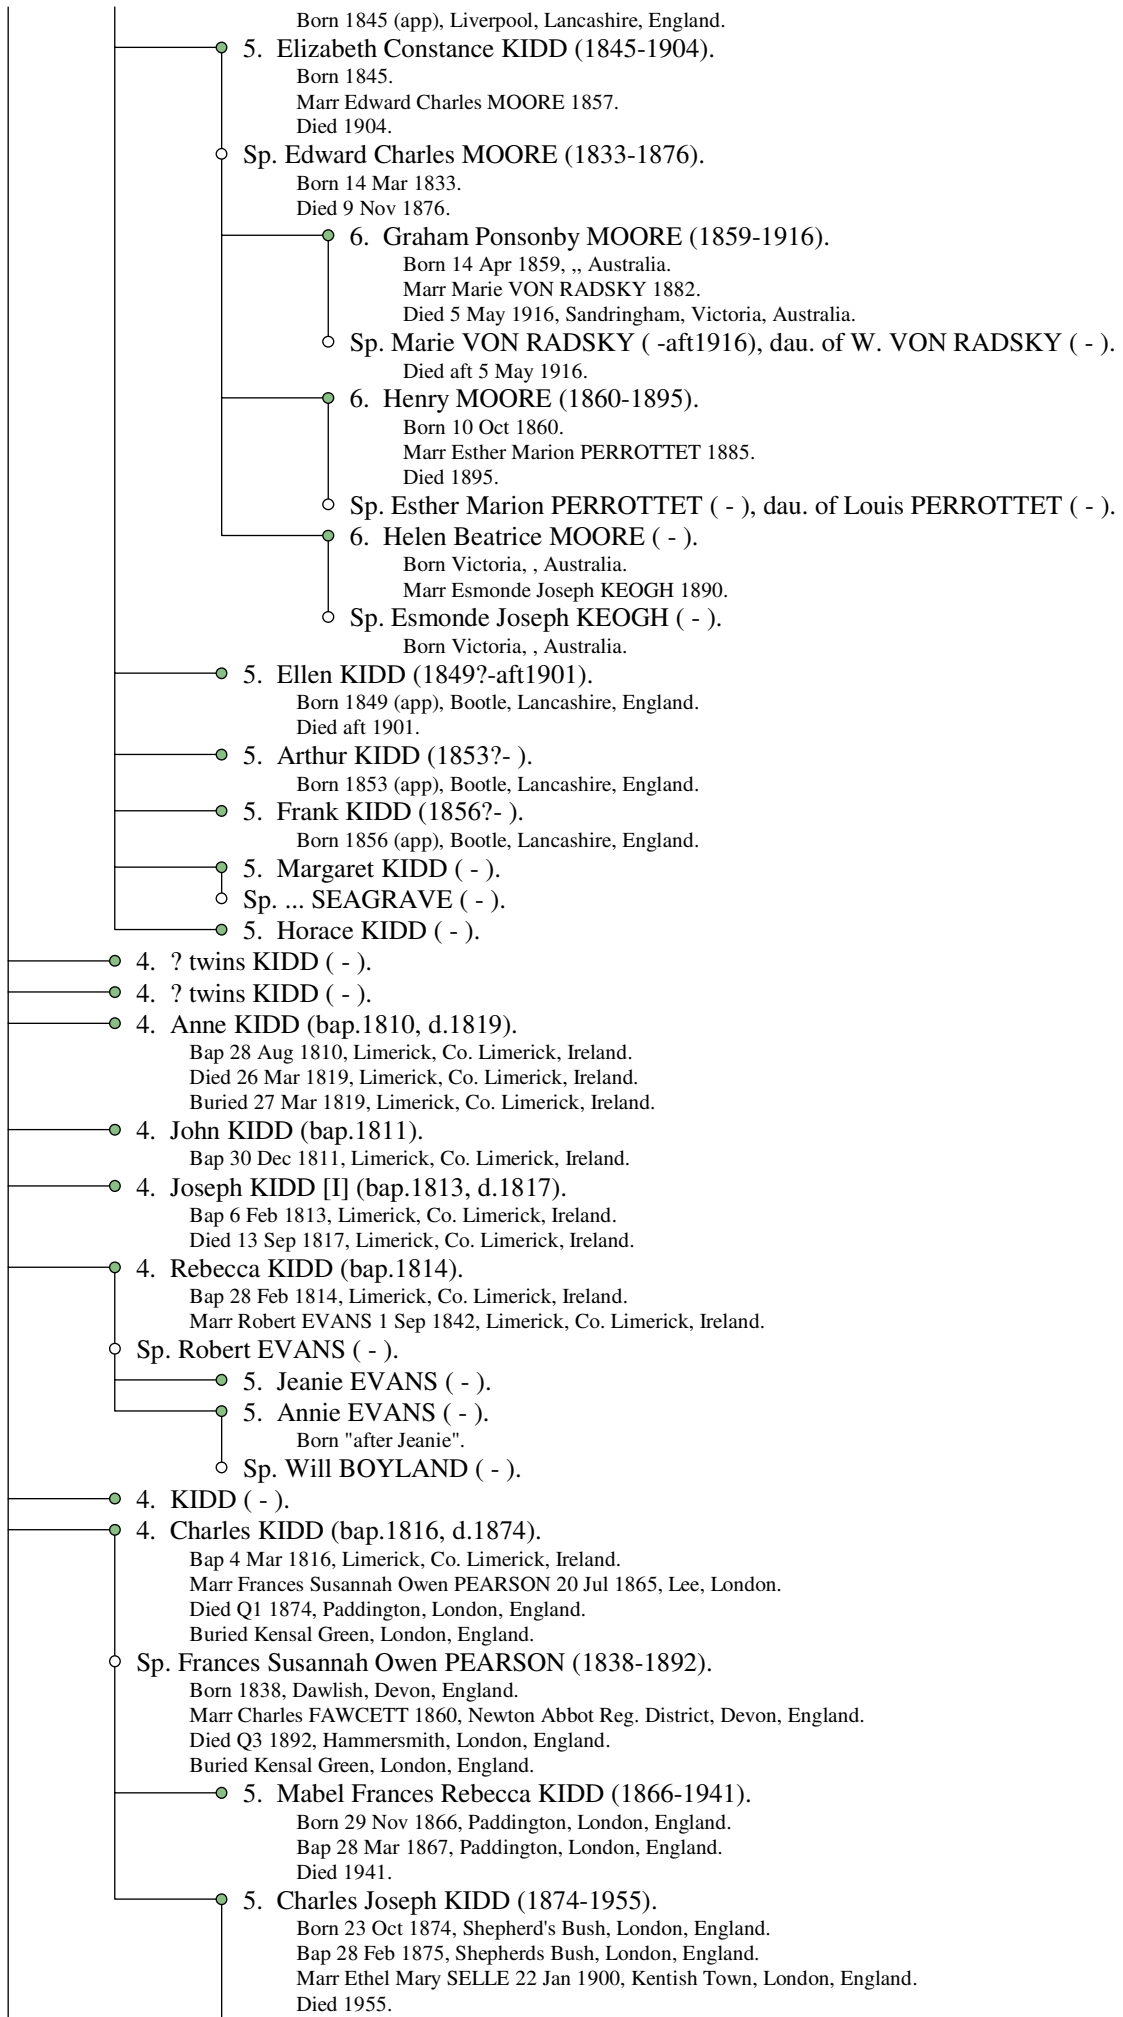 Born 1845 (app), Liverpool, Lancashire, England.
5. Elizabeth Constance KIDD (1845-1904).
Born 1845.
Marr Edward Charles MOORE 1857.
Died 1904.
Sp. Edward Charles MOORE (1833-1876).
Born 14 Mar 1833.
Died 9 Nov 1876.
6. Graham Ponsonby MOORE (1859-1916).
Born 14 Apr 1859, ,, Australia.
Marr Marie VON RADSKY 1882.
Died 5 May 1916, Sandringham, Victoria, Australia.
Sp. Marie VON RADSKY ( -aft1916), dau. of W. VON RADSKY ( - ).
Died aft 5 May 1916.
6. Henry MOORE (1860-1895).
Born 10 Oct 1860.
Marr Esther Marion PERROTTET 1885.
Died 1895.
Sp. Esther Marion PERROTTET ( - ), dau. of Louis PERROTTET ( - ).
6. Helen Beatrice MOORE ( - ).
Born Victoria, , Australia.
Marr Esmonde Joseph KEOGH 1890.
Sp. Esmonde Joseph KEOGH ( - ).
Born Victoria, , Australia.
5. Ellen KIDD (1849?-aft1901).
Born 1849 (app), Bootle, Lancashire, England.
Died aft 1901.
5. Arthur KIDD (1853?- ).
Born 1853 (app), Bootle, Lancashire, England.
5. Frank KIDD (1856?- ).
Born 1856 (app), Bootle, Lancashire, England.
5. Margaret KIDD ( - ).
Sp. ... SEAGRAVE ( - ).
5. Horace KIDD ( - ).
4. ? twins KIDD ( - ).
4. ? twins KIDD ( - ).
4. Anne KIDD (bap.1810, d.1819).
Bap 28 Aug 1810, Limerick, Co. Limerick, Ireland.
Died 26 Mar 1819, Limerick, Co. Limerick, Ireland.
Buried 27 Mar 1819, Limerick, Co. Limerick, Ireland.
4. John KIDD (bap.1811).
Bap 30 Dec 1811, Limerick, Co. Limerick, Ireland.
4. Joseph KIDD [I] (bap.1813, d.1817).
Bap 6 Feb 1813, Limerick, Co. Limerick, Ireland.
Died 13 Sep 1817, Limerick, Co. Limerick, Ireland.
4. Rebecca KIDD (bap.1814).
Bap 28 Feb 1814, Limerick, Co. Limerick, Ireland.
Marr Robert EVANS 1 Sep 1842, Limerick, Co. Limerick, Ireland.
Sp. Robert EVANS ( - ).
5. Jeanie EVANS ( - ).
5. Annie EVANS ( - ).
Born "after Jeanie".
Sp. Will BOYLAND ( - ).
4. KIDD ( - ).
4. Charles KIDD (bap.1816, d.1874).
Bap 4 Mar 1816, Limerick, Co. Limerick, Ireland.
Marr Frances Susannah Owen PEARSON 20 Jul 1865, Lee, London.
Died Q1 1874, Paddington, London, England.
Buried Kensal Green, London, England.
Sp. Frances Susannah Owen PEARSON (1838-1892).
Born 1838, Dawlish, Devon, England.
Marr Charles FAWCETT 1860, Newton Abbot Reg. District, Devon, England.
Died Q3 1892, Hammersmith, London, England.
Buried Kensal Green, London, England.
5. Mabel Frances Rebecca KIDD (1866-1941).
Born 29 Nov 1866, Paddington, London, England.
Bap 28 Mar 1867, Paddington, London, England.
Died 1941.
5. Charles Joseph KIDD (1874-1955).
Born 23 Oct 1874, Shepherd's Bush, London, England.
Bap 28 Feb 1875, Shepherds Bush, London, England.
Marr Ethel Mary SELLE 22 Jan 1900, Kentish Town, London, England.
Died 1955.